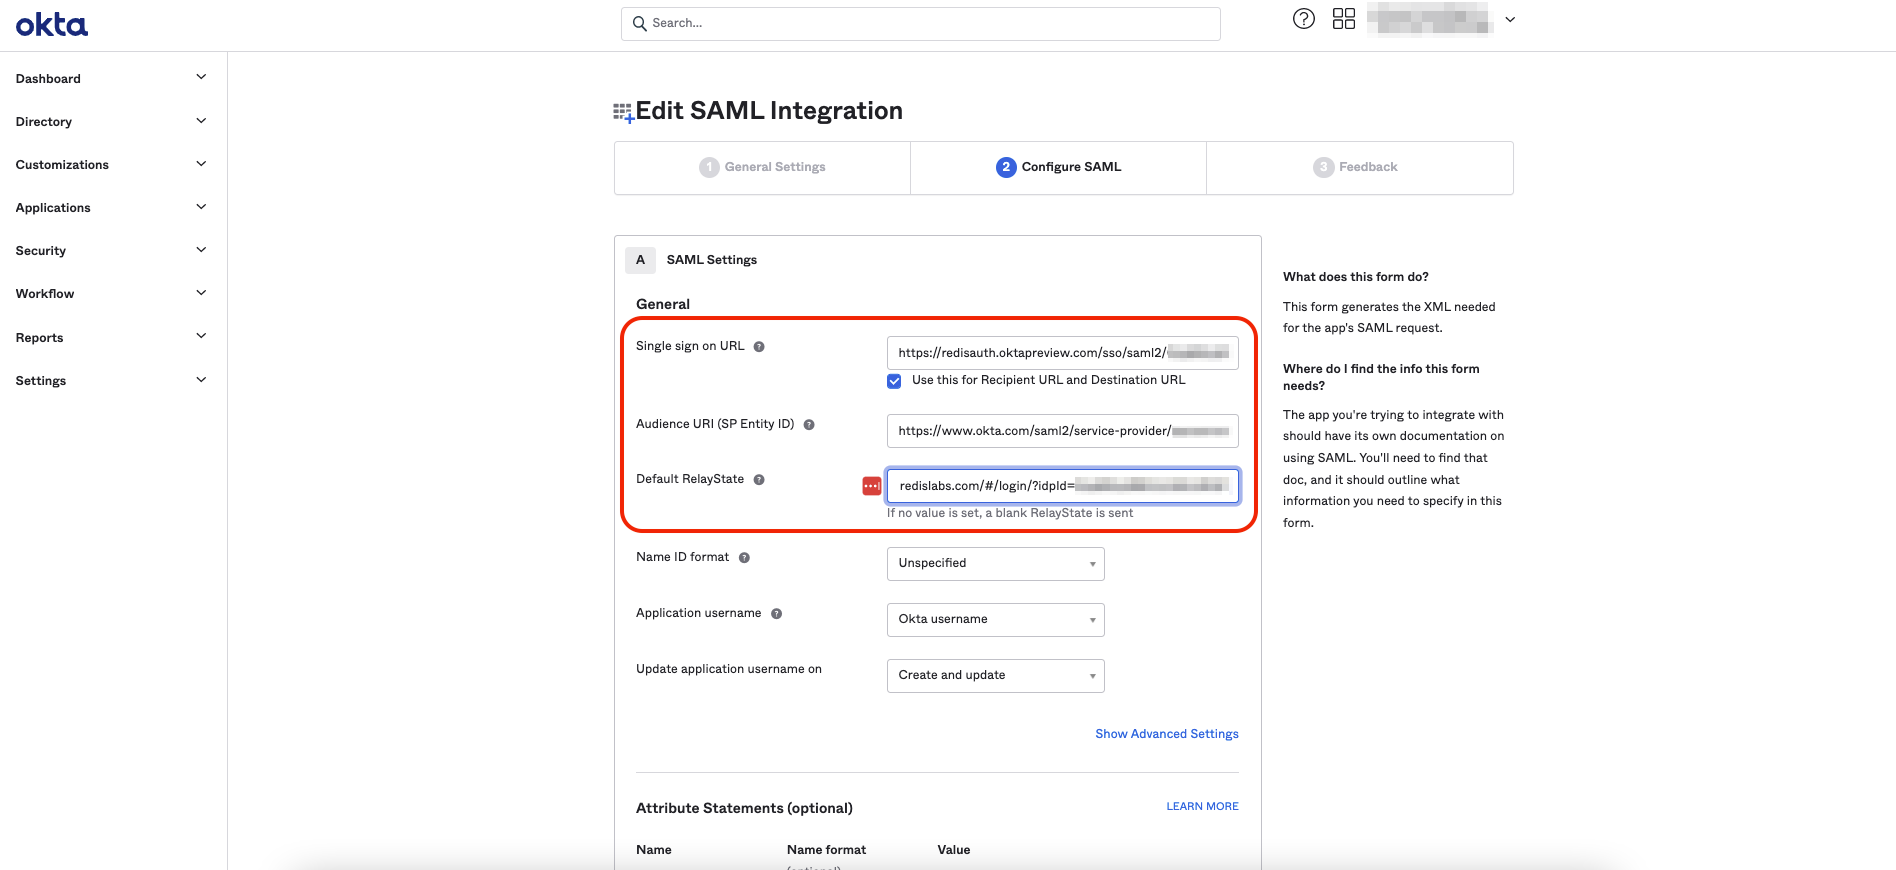 okta
Search...
Dashboard
Directory
Customizations
Applications
Security
Workflow
Reports
Settings
Edit SAML Integration
1 General Settings
2 Configure SAML
3 Feedback
A SAML Settings
General
Single sign on URL ?
https://redisauth.oktapreview.com/sso/saml2/
Use this for Recipient URL and Destination URL
Audience URI (SP Entity ID) ?
https://www.okta.com/saml2/service-provider/
Default RelayState ?
redislabs.com/#/login/?idpId=
If no value is set, a blank RelayState is sent
Name ID format ?
Unspecified
Application username ?
Okta username
Update application username on
Create and update
Show Advanced Settings
Attribute Statements (optional)
LEARN MORE
Name
Name format
(optional)
Value
What does this form do?
This form generates the XML needed
for the app's SAML request.
Where do I find the info this form
needs?
The app you're trying to integrate with
should have its own documentation on
using SAML. You'll need to find that
doc, and it should outline what
information you need to specify in this
form.